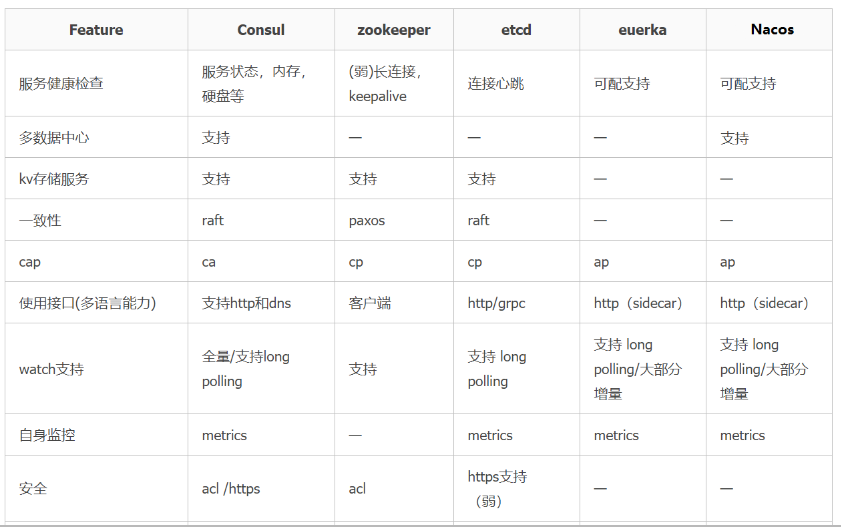 Feature Consul zookeeper etcd euerka Nacos
服务健康检查 服务状态，内存，硬盘等 (弱)长连接，keepalive 连接心跳 可配支持 可配支持
多数据中心 支持 — — — 支持
kv存储服务 支持 支持 支持 — —
一致性 raft paxos raft — —
cap ca cp cp ap ap
使用接口(多语言能力) 支持http和dns 客户端 http/grpc http（sidecar） http（sidecar）
watch支持 全量/支持long polling 支持 支持 long polling 支持 long polling/大部分增量 支持 long polling/大部分增量
自身监控 metrics — metrics metrics metrics
安全 acl /https acl https支持（弱） — —